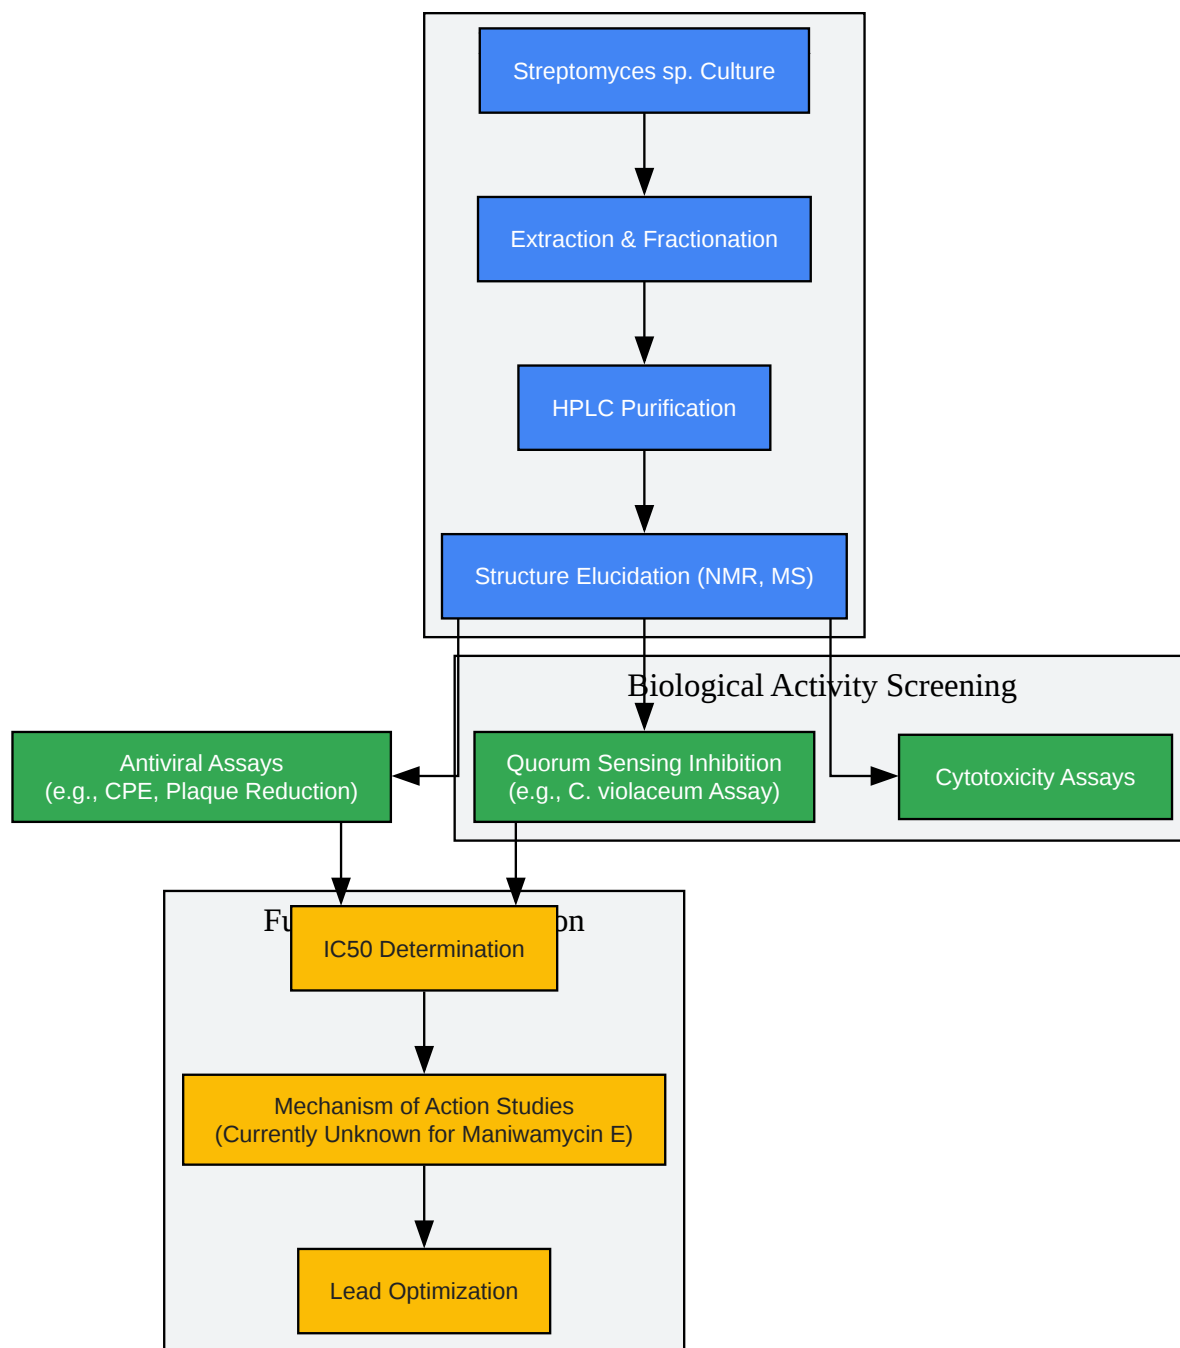 Streptomyces sp. Culture
Extraction & Fractionation
HPLC Purification
Structure Elucidation (NMR, MS)
Biological Activity Screening
Antiviral Assays
(e.g., CPE, Plaque Reduction)
Quorum Sensing Inhibition
(e.g., C. violaceum Assay)
Cytotoxicity Assays
IC50 Determination
Mechanism of Action Studies
(Currently Unknown for Maniwamycin E)
Lead Optimization